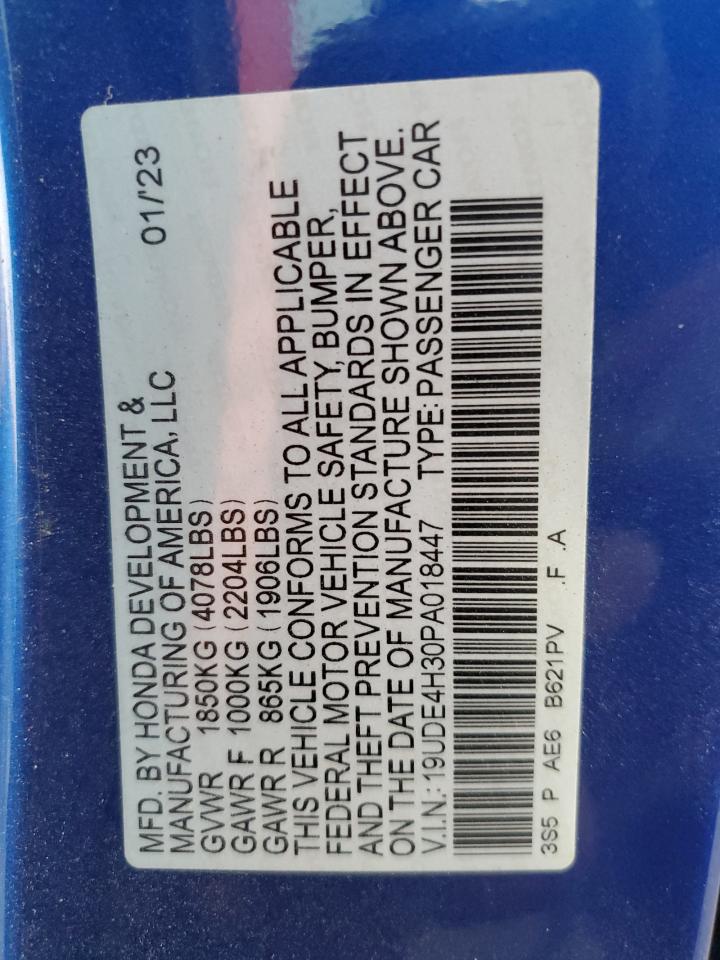 MFD. BY HONDA DEVELOPMENT &
MANUFACTURING OF AMERICA, LLC 01/'23
GVWR 1850KG (4078LBS)
GAWR F 1000KG (2204LBS)
GAWR R 865KG (1906LBS)
THIS VEHICLE CONFORMS TO ALL APPLICABLE
FEDERAL MOTOR VEHICLE SAFETY, BUMPER,
AND THEFT PREVENTION STANDARDS IN EFFECT
ON THE DATE OF MANUFACTURE SHOWN ABOVE.
V.I.N.: 19UDE4H30PA018447 TYPE: PASSENGER CAR
3S5 P AE6 B621PV .F .A